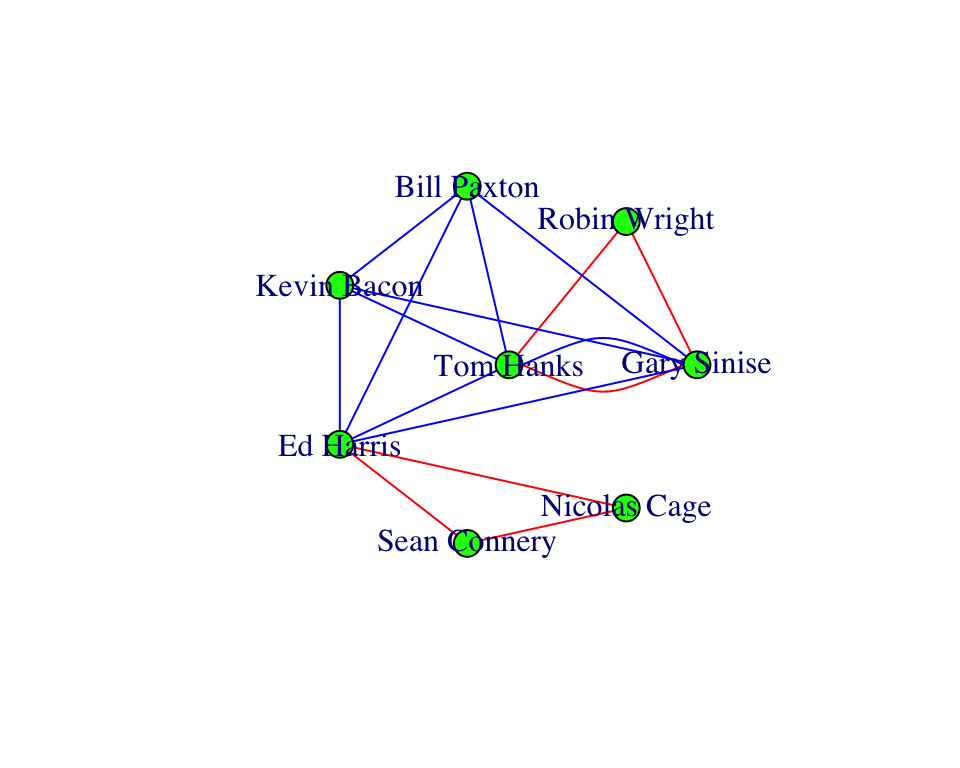 Bill Paxton
Robin Wright
Kevin Bacon
Tom Hanks
Gary Sinise
Ed Harris
Nicolas Cage
Sean Connery